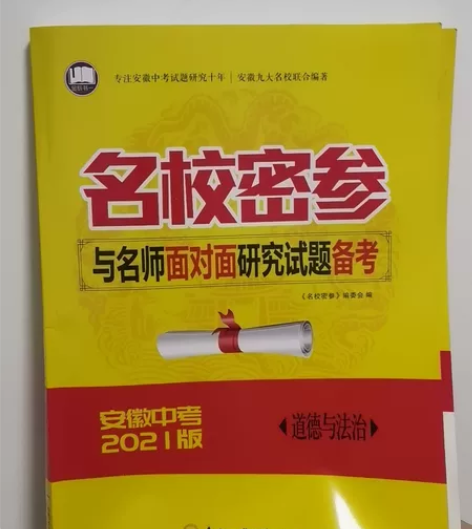 专注安徽中考试题研究十年 | 安徽九大名校联合编著
名校密参
与名师面对面研究试题备考
《名校密参》编委会 编
安徽中考
2021版
道德与法治